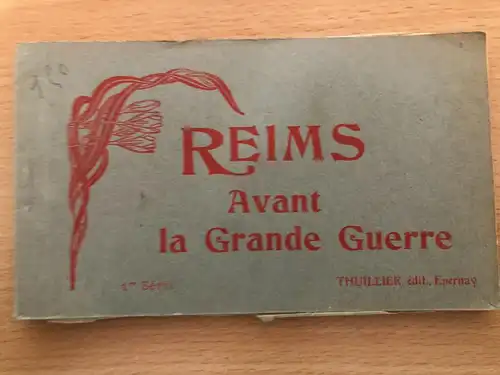 REIMS
Avant
la Grande Guerre
1re Série
THUILLIER édit., Epernay